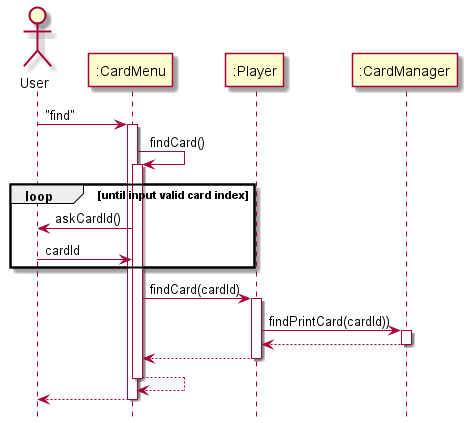 User
:CardMenu
:Player
:CardManager
"find"
findCard()
loop
[until input valid card index]
askCardId()
cardId
findCard(cardId)
findPrintCard(cardId))